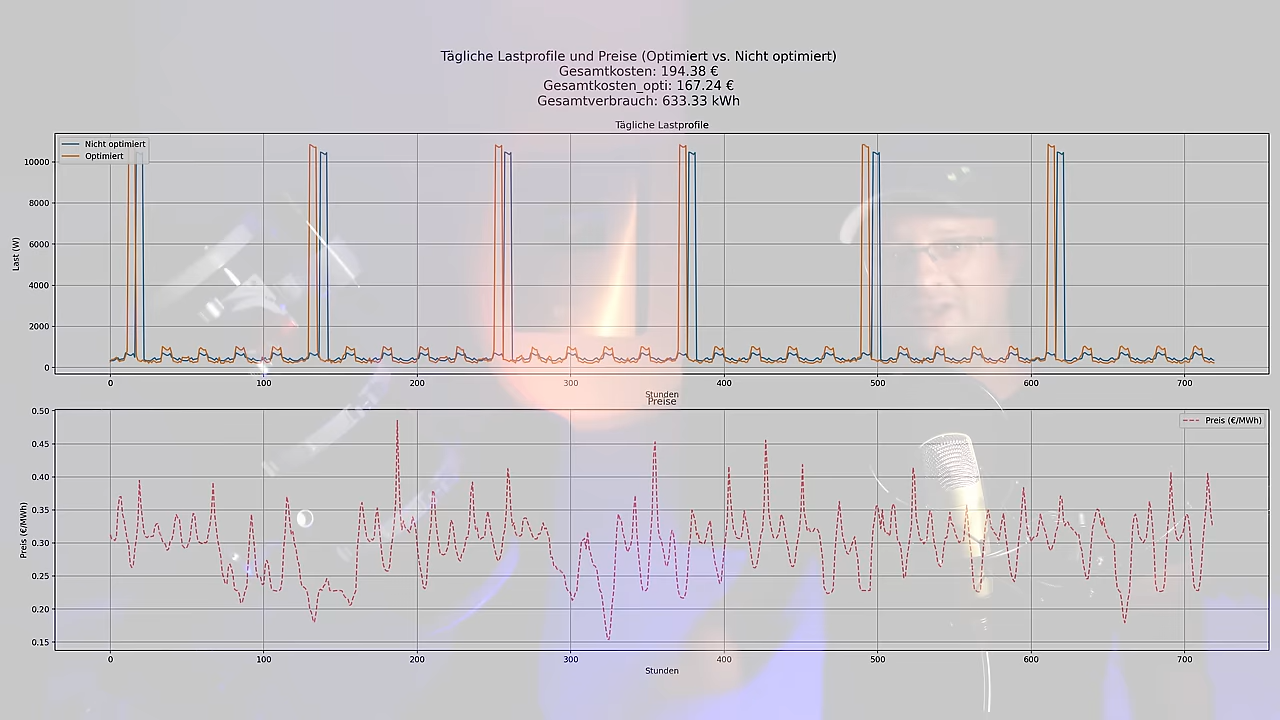 Tägliche Lastprofile und Preise (Optimiert vs. Nicht optimiert)
Gesamtkosten: 194.38 €
Gesamtkosten_opti: 167.24 €
Gesamtverbrauch: 633.33 kWh
Tägliche Lastprofile
Nicht optimiert
Optimiert
Last (W)
10000
8000
6000
4000
2000
0
0 100 200 300 400 500 600 700
Stunden
Preise
Preis (€/MWh)
Preis (€/MWh)
0.50
0.45
0.40
0.35
0.30
0.25
0.20
0.15
0 100 200 300 400 500 600 700
Stunden